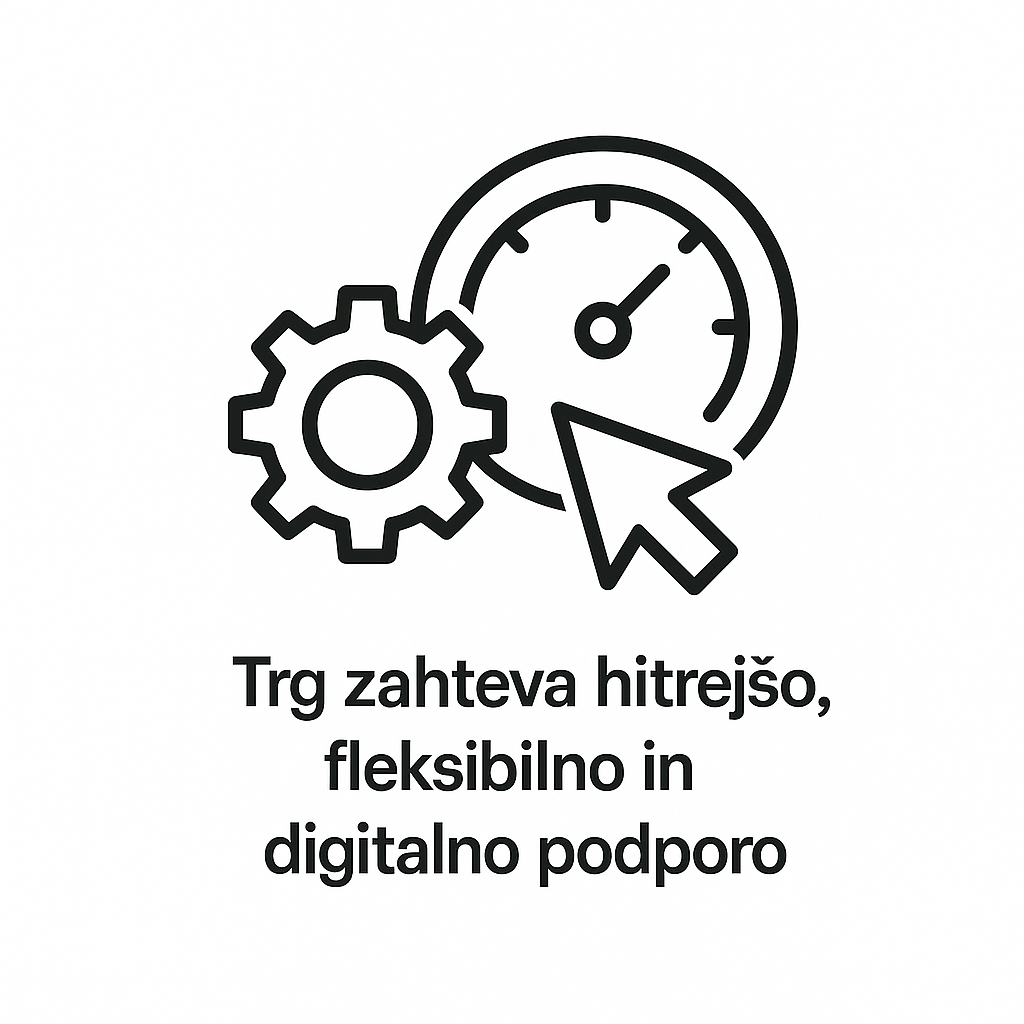 Trg zahteva hitrejšo,
fleksibilno in
digitalno podporo